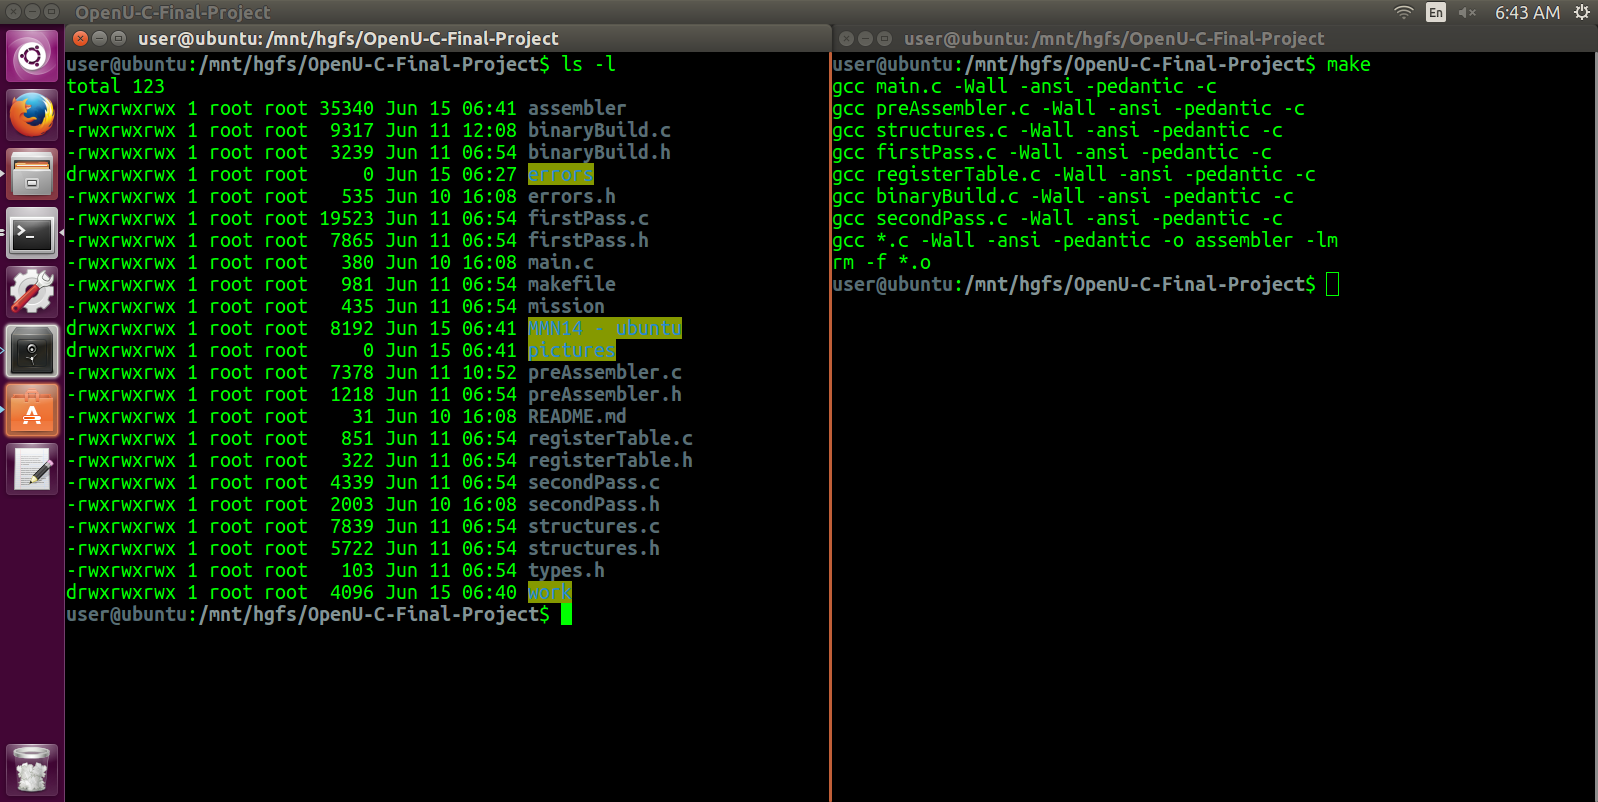 OpenU-C-Final-Project
En
6:43 AM
user@ubuntu: /mnt/hgfs/OpenU-C-Final-Project
user@ubuntu:/mnt/hgfs/OpenU-C-Final-Project$ ls -l
total 123
-rwxrwxrwx 1 root root 35340 Jun 15 06:41 assembler
-rwxrwxrwx 1 root root  9317 Jun 11 12:08 binaryBuild.c
-rwxrwxrwx 1 root root  3239 Jun 11 06:54 binaryBuild.h
drwxrwxrwx 1 root root     0 Jun 15 06:27 errors
-rwxrwxrwx 1 root root   535 Jun 10 16:08 errors.h
-rwxrwxrwx 1 root root 19523 Jun 11 06:54 firstPass.c
-rwxrwxrwx 1 root root  7865 Jun 11 06:54 firstPass.h
-rwxrwxrwx 1 root root   380 Jun 10 16:08 main.c
-rwxrwxrwx 1 root root   981 Jun 11 06:54 makefile
-rwxrwxrwx 1 root root   435 Jun 11 06:54 mission
drwxrwxrwx 1 root root  8192 Jun 15 06:41 MMN14 - ubuntu
drwxrwxrwx 1 root root     0 Jun 15 06:41 pictures
-rwxrwxrwx 1 root root  7378 Jun 11 10:52 preAssembler.c
-rwxrwxrwx 1 root root  1218 Jun 11 06:54 preAssembler.h
-rwxrwxrwx 1 root root    31 Jun 10 16:08 README.md
-rwxrwxrwx 1 root root   851 Jun 11 06:54 registerTable.c
-rwxrwxrwx 1 root root   322 Jun 11 06:54 registerTable.h
-rwxrwxrwx 1 root root  4339 Jun 11 06:54 secondPass.c
-rwxrwxrwx 1 root root  2003 Jun 10 16:08 secondPass.h
-rwxrwxrwx 1 root root  7839 Jun 11 06:54 structures.c
-rwxrwxrwx 1 root root  5722 Jun 11 06:54 structures.h
-rwxrwxrwx 1 root root   103 Jun 11 06:54 types.h
drwxrwxrwx 1 root root  4096 Jun 15 06:40 work
user@ubuntu:/mnt/hgfs/OpenU-C-Final-Project$
user@ubuntu: /mnt/hgfs/OpenU-C-Final-Project
user@ubuntu:/mnt/hgfs/OpenU-C-Final-Project$ make
gcc main.c -Wall -ansi -pedantic -c
gcc preAssembler.c -Wall -ansi -pedantic -c
gcc structures.c -Wall -ansi -pedantic -c
gcc firstPass.c -Wall -ansi -pedantic -c
gcc registerTable.c -Wall -ansi -pedantic -c
gcc binaryBuild.c -Wall -ansi -pedantic -c
gcc secondPass.c -Wall -ansi -pedantic -c
gcc *.c -Wall -ansi -pedantic -o assembler -lm
rm -f *.o
user@ubuntu:/mnt/hgfs/OpenU-C-Final-Project$